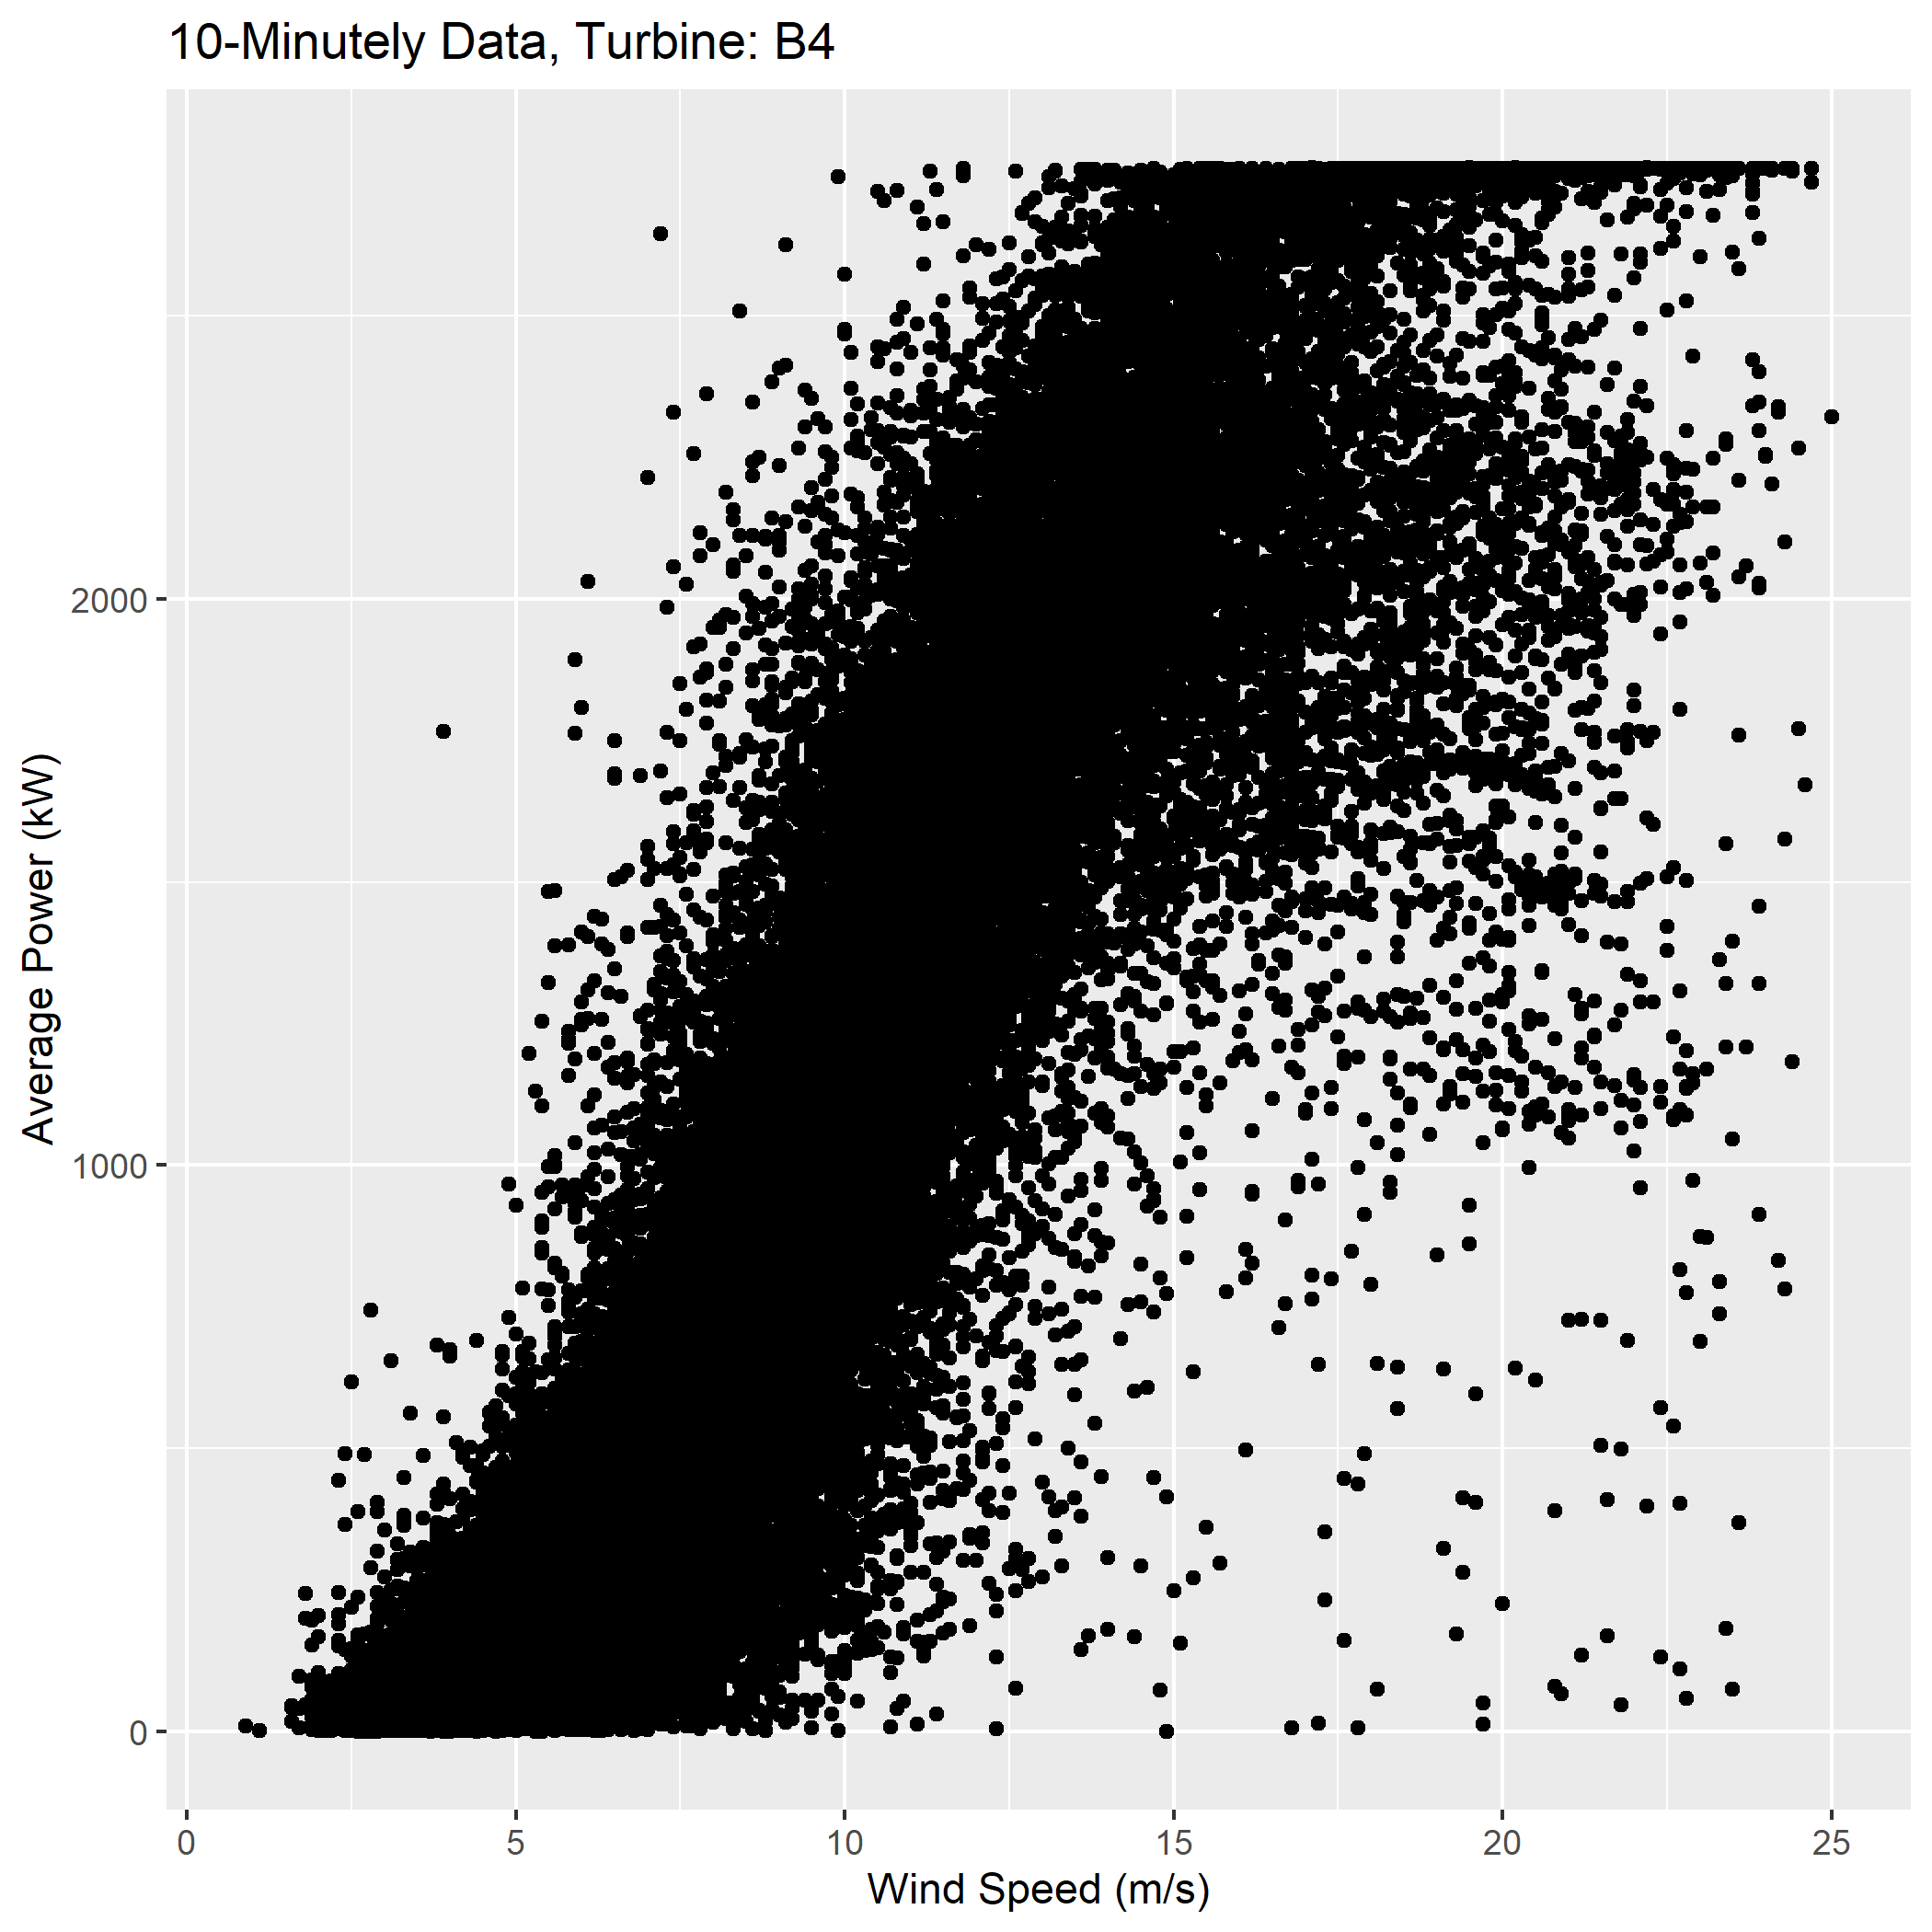 10-Minutely Data, Turbine: B4
Average Power (kW)
2000
1000
0
0 5 10 15 20 25
Wind Speed (m/s)